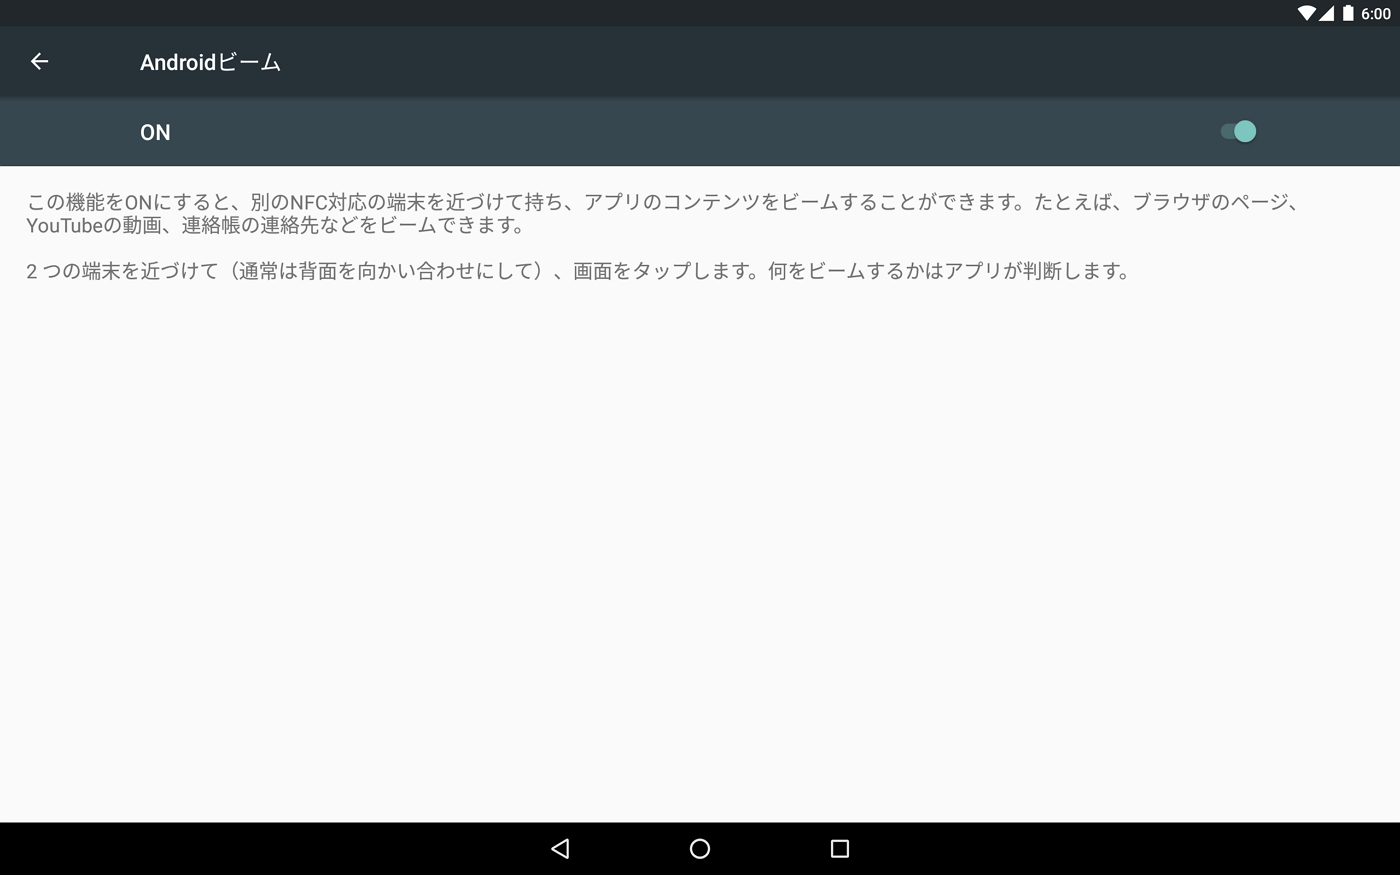 6:00
Androidビーム
ON
この機能をONにすると、別のNFC対応の端末を近づけて持ち、アプリのコンテンツをビームすることができます。たとえば、ブラウザのページ、
YouTubeの動画、連絡帳の連絡先などをビームできます。
2 つの端末を近づけて（通常は背面を向かい合わせにして）、画面をタップします。何をビームするかはアプリが判断します。